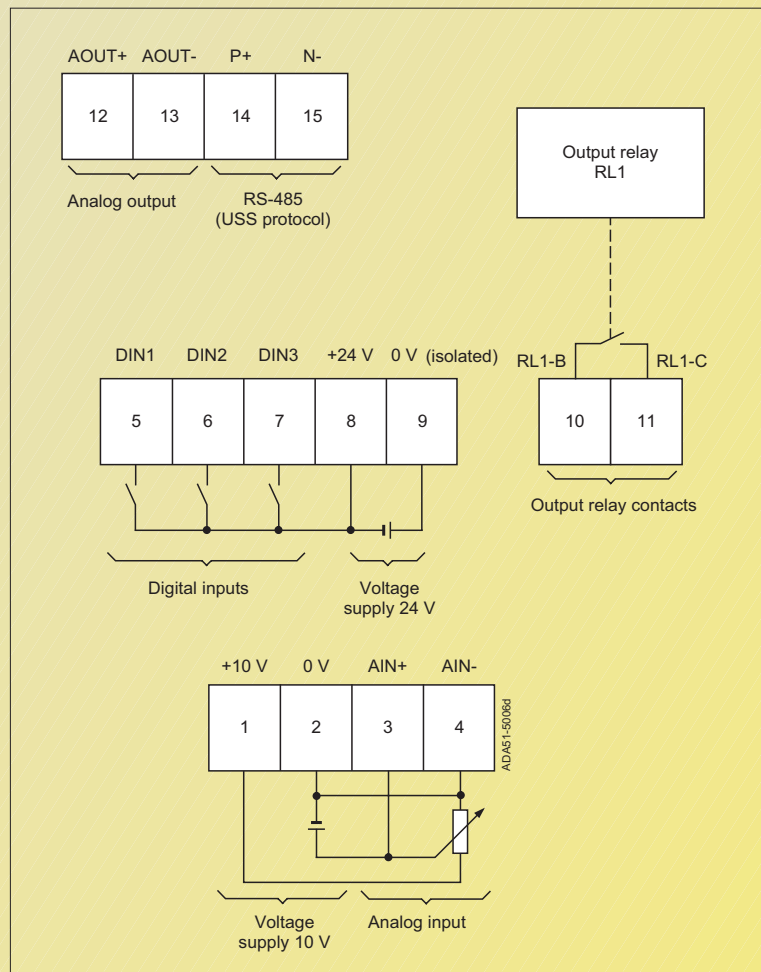 AOUT+ AOUT- P+ N-
12 13 14 15
Analog output
RS-485
(USS protocol)
Output relay
RL1
RL1-B RL1-C
10 11
Output relay contacts
DIN1 DIN2 DIN3 +24 V 0 V (isolated)
5 6 7 8 9
Digital inputs
Voltage
supply 24 V
+10 V 0 V AIN+ AIN-
1 2 3 4
ADA51-5006d
Voltage
supply 10 V
Analog input